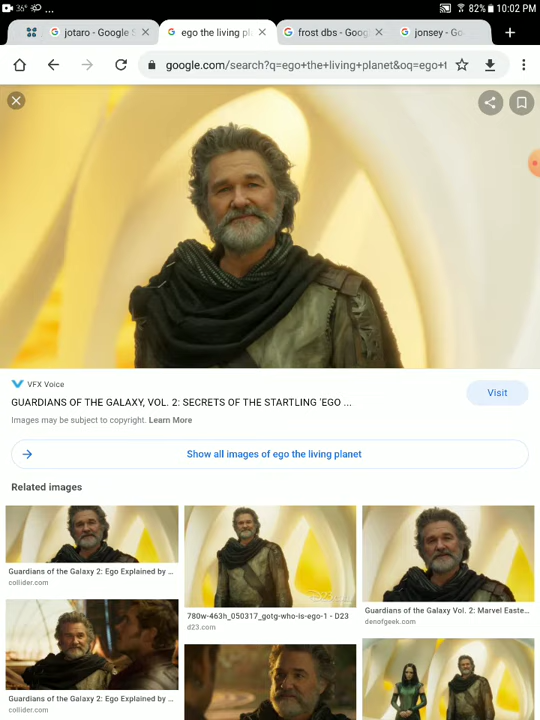 36°
82%
10:02 PM
jotaro - Google S
ego the living pl
frost dbs - Goog
jonsey - Go
google.com/search?q=ego+the+living+planet&oq=ego+t
VFX Voice
GUARDIANS OF THE GALAXY, VOL. 2: SECRETS OF THE STARTLING 'EGO ...
Visit
Images may be subject to copyright. Learn More
Show all images of ego the living planet
Related images
Guardians of the Galaxy 2: Ego Explained by ...
collider.com
D23
780w-463h_050317_gotg-who-is-ego-1 - D23
d23.com
Guardians of the Galaxy Vol. 2: Marvel Easte...
denofgeek.com
Guardians of the Galaxy 2: Ego Explained by ...
collider.com